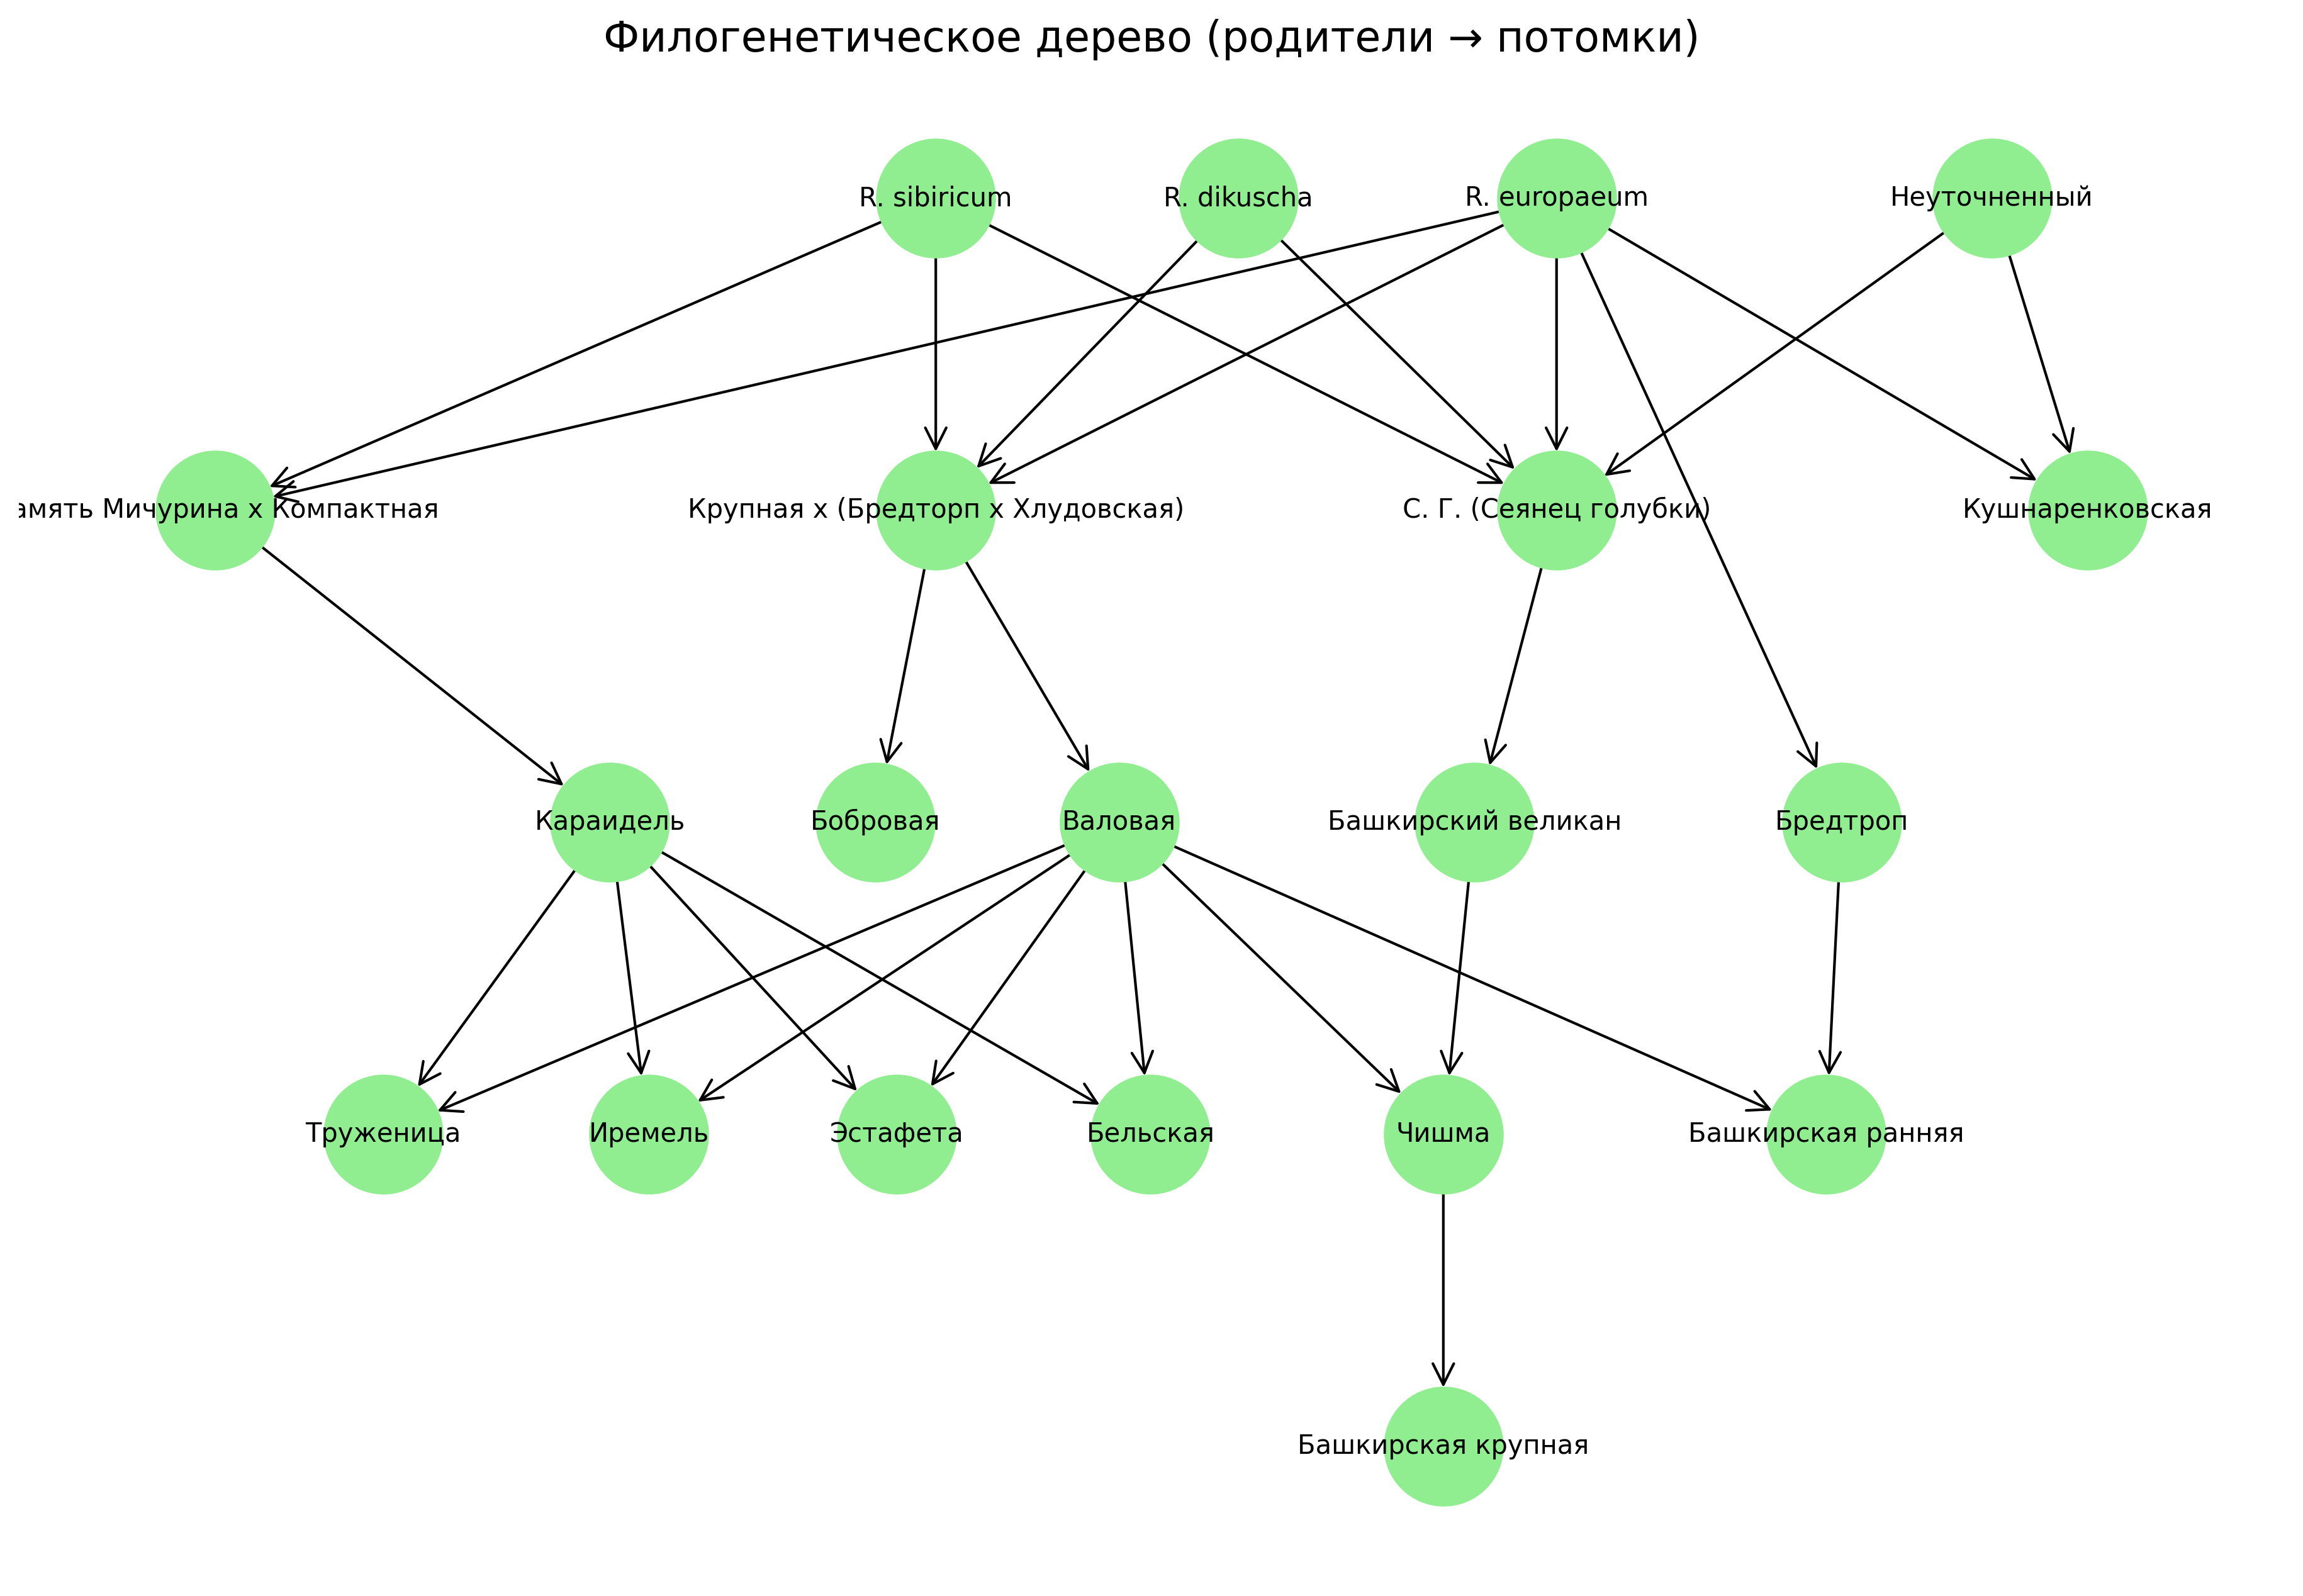 Филогенетическое дерево (родители → потомки)
R. sibiricum
R. dikuscha
R. europaeum
Неуточненный
амять Мичурина x Компактная
Крупная x (Бредторп x Хлудовская)
С. Г. (Сеянец голубки)
Кушнаренковская
Караидель
Бобровая
Валовая
Башкирский великан
Бредтроп
Труженица
Иремель
Эстафета
Бельская
Чишма
Башкирская ранняя
Башкирская крупная